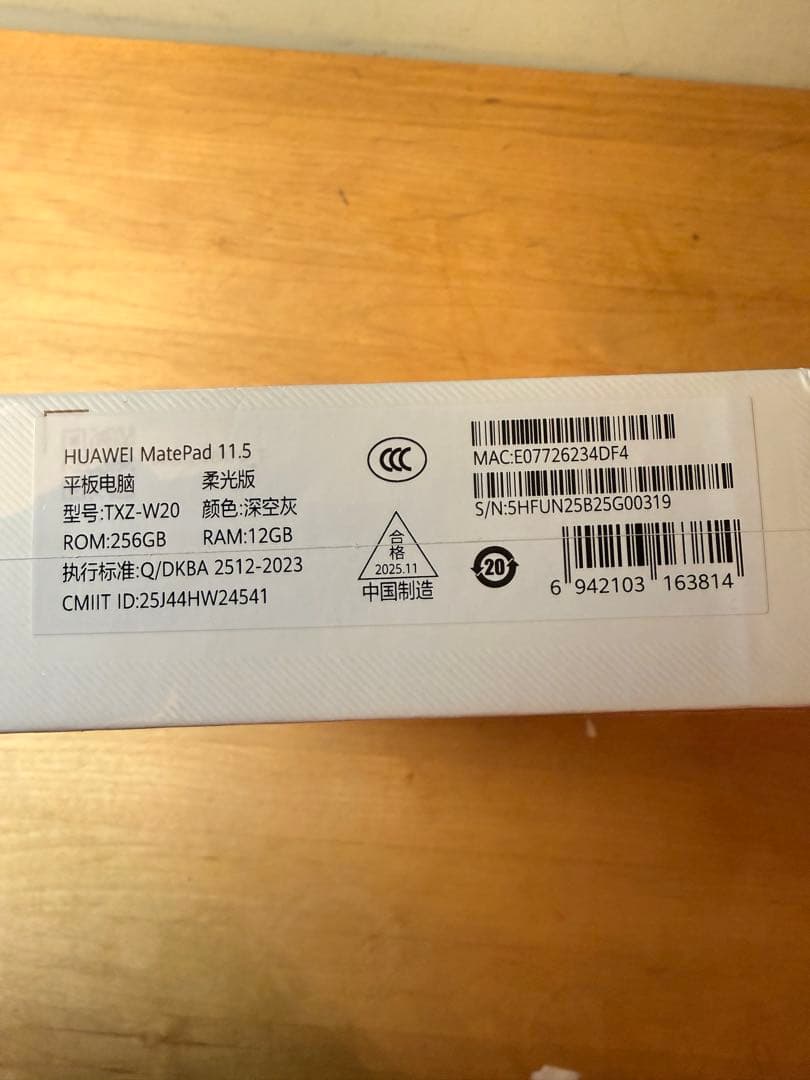 HUAWEI MatePad 11.5
平板电脑 柔光版
型号:TXZ-W20 颜色:深空灰
ROM:256GB RAM:12GB
执行标准:Q/DKBA 2512-2023
CMIIT ID:25J44HW24541
CCC
合
格
2025.11
中国制造
MAC:E07726234DF4
S/N:5HFUN25B25G00319
20
6 942103 163814